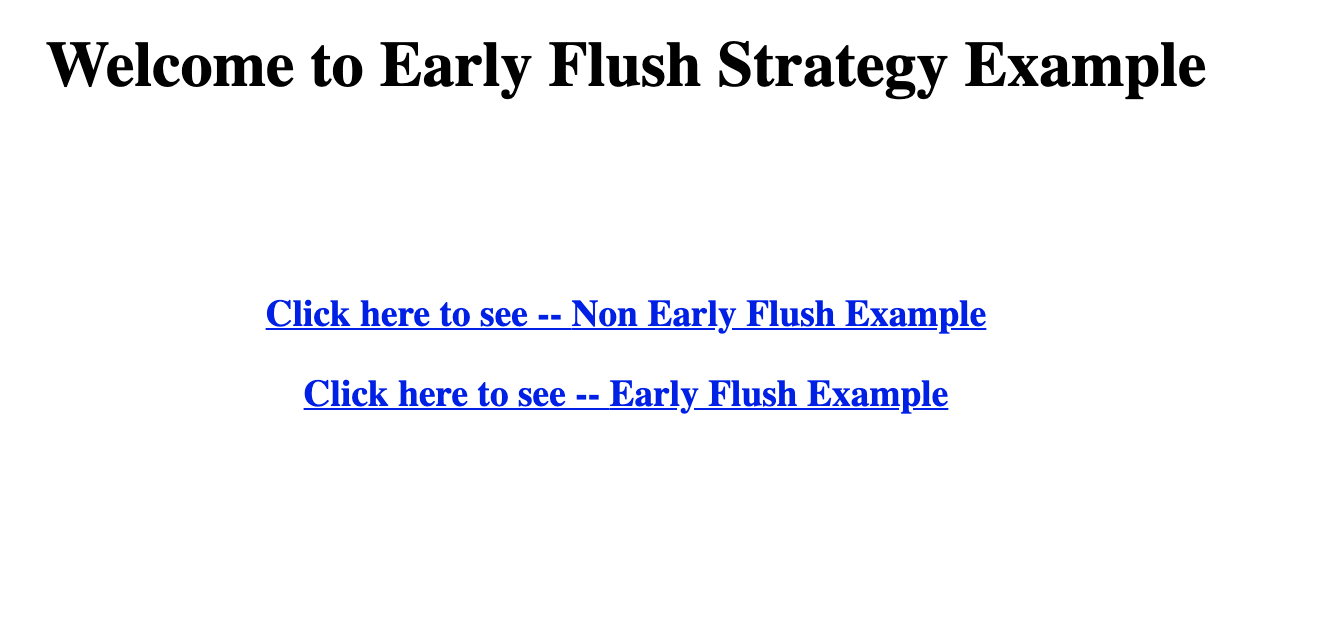 Welcome to Early Flush Strategy Example
Click here to see -- Non Early Flush Example
Click here to see -- Early Flush Example